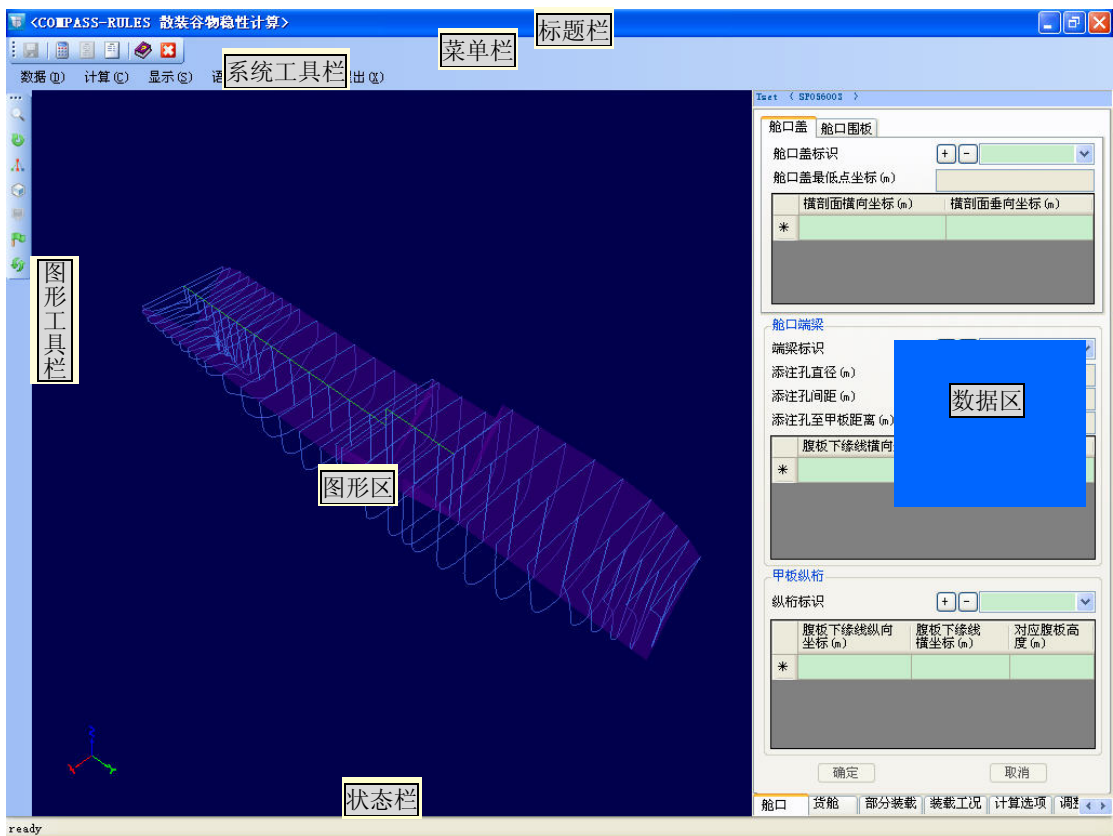 <COMPASS-RULES 散装谷物稳性计算>
标题栏
菜单栏
数据(D) 计算(C) 显示(S) 语 出(X)
系统工具栏
Tset ( SF056002 )
舱口盖 舱口围板
舱口盖标识 + -
舱口盖最低点坐标(m)
横剖面横向坐标(m) 横剖面垂向坐标(m)
*
图形工具栏
舱口端梁
端梁标识
添注孔直径(m)
添注孔间距(m)
数据区
添注孔至甲板距离(m)
腹板下缘线横向
*
图形区
甲板纵桁
纵桁标识 + -
腹板下缘线纵向坐标(m) 腹板下缘线横坐标(m) 对应腹板高度(m)
*
确定 取消
状态栏
舱口 货舱 部分装载 装载工况 计算选项
ready